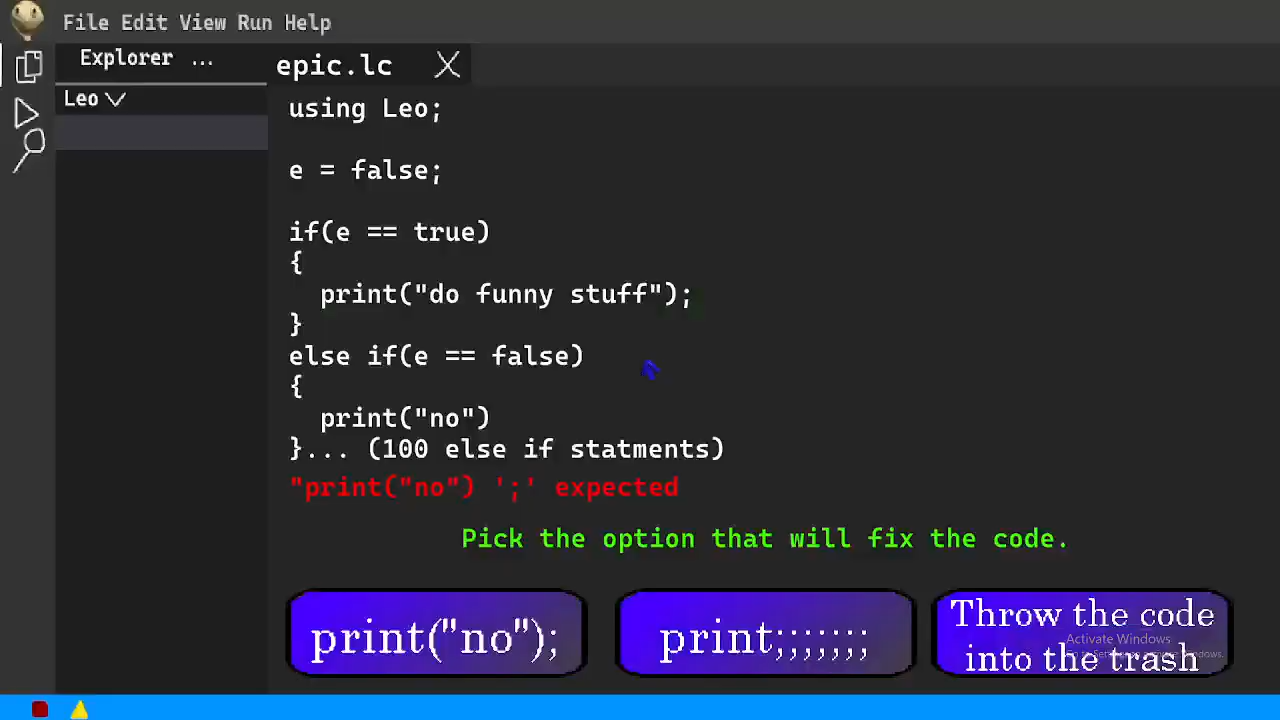 File Edit View Run Help
Explorer ...
epic.lc X
Leo
using Leo;
e = false;
if(e == true)
{
print("do funny stuff");
}
else if(e == false)
{
print("no")
}... (100 else if statments)
"print("no") ';' expected
Pick the option that will fix the code.
print("no");
print;;;;;;;
Throw the code
into the trash
Activate Windows